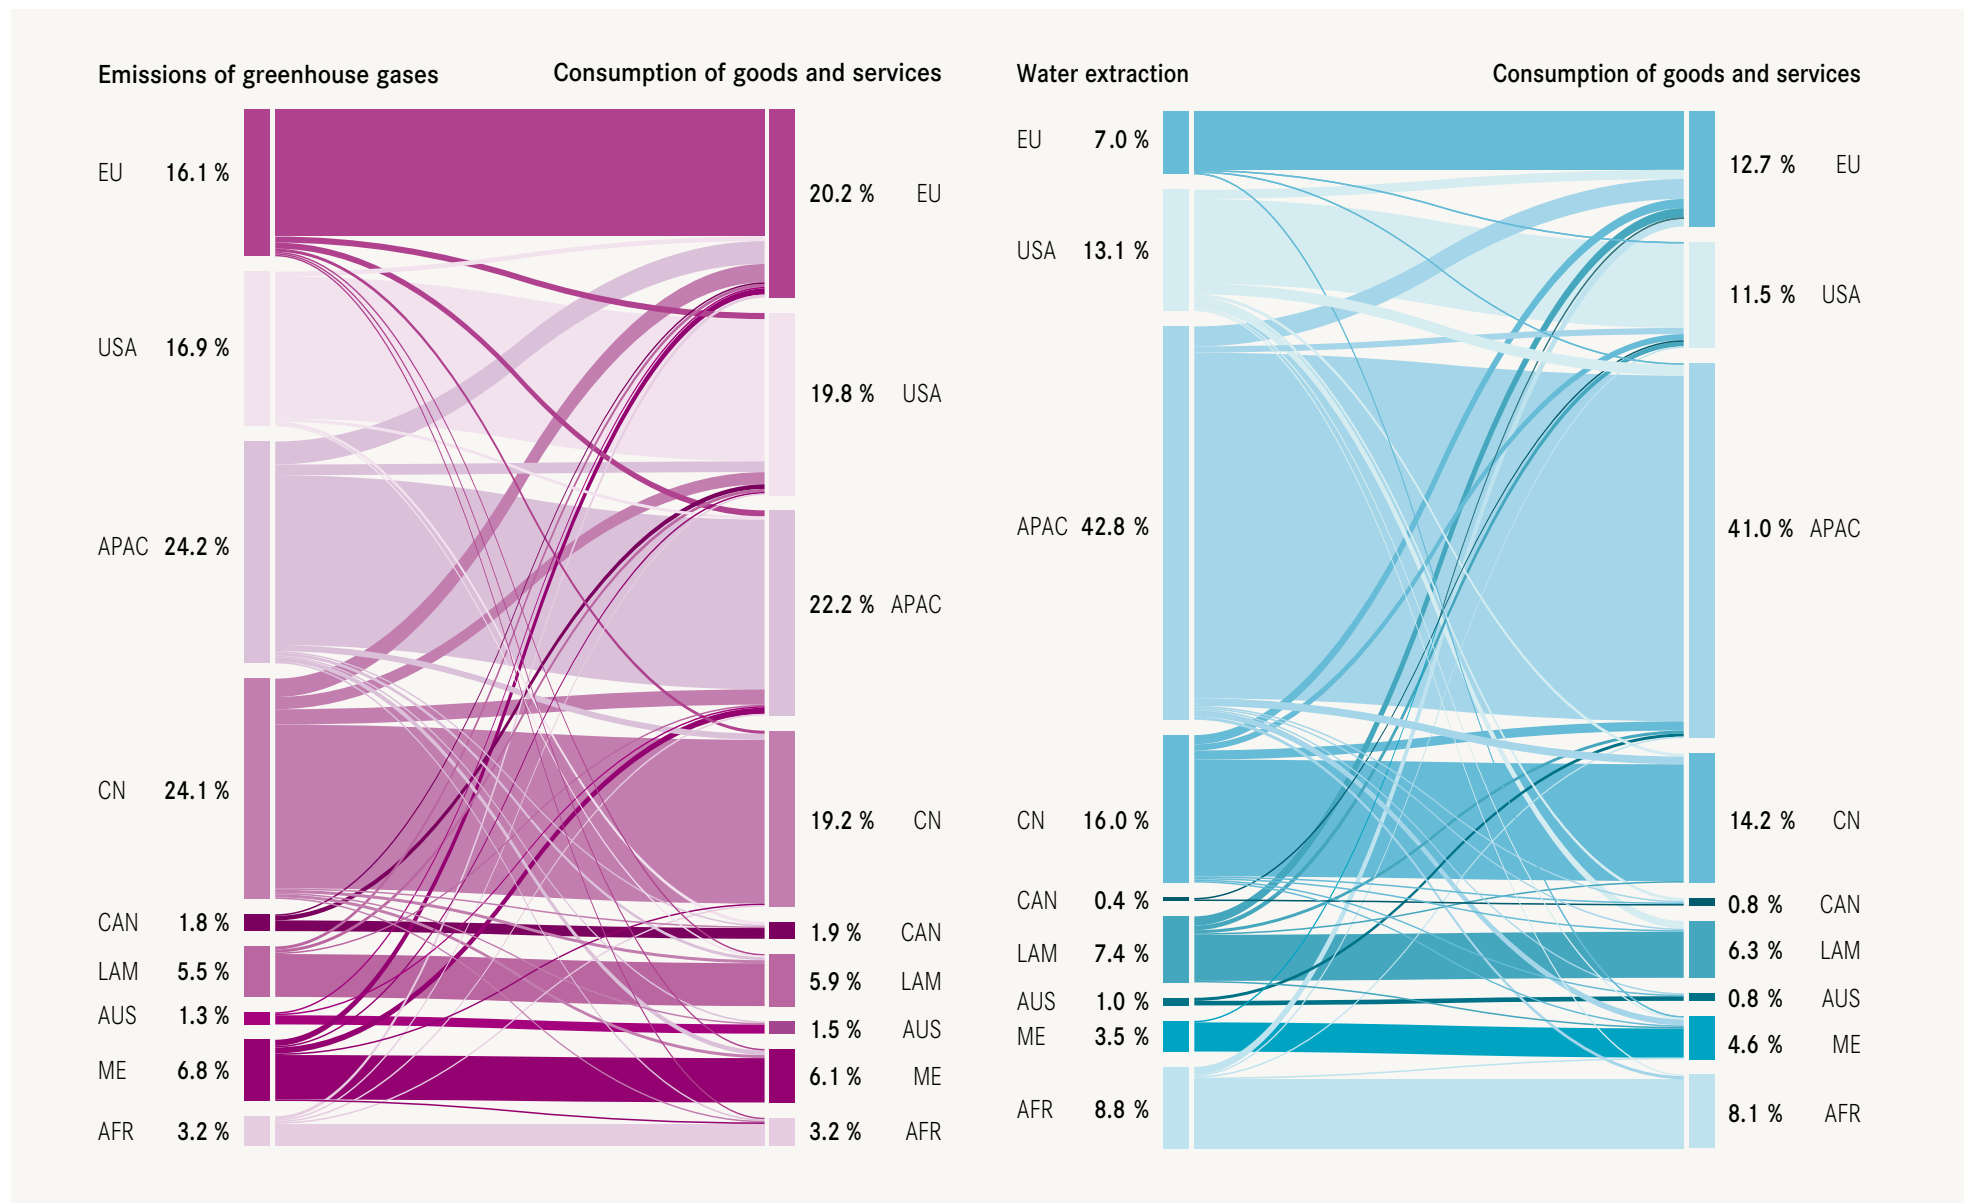 Emissions of greenhouse gases
Consumption of goods and services
EU 16.1 %
USA 16.9 %
APAC 24.2 %
CN 24.1 %
CAN 1.8 %
LAM 5.5 %
AUS 1.3 %
ME 6.8 %
AFR 3.2 %
20.2 % EU
19.8 % USA
22.2 % APAC
19.2 % CN
1.9 % CAN
5.9 % LAM
1.5 % AUS
6.1 % ME
3.2 % AFR
Water extraction
Consumption of goods and services
EU 7.0 %
USA 13.1 %
APAC 42.8 %
CN 16.0 %
CAN 0.4 %
LAM 7.4 %
AUS 1.0 %
ME 3.5 %
AFR 8.8 %
12.7 % EU
11.5 % USA
41.0 % APAC
14.2 % CN
0.8 % CAN
6.3 % LAM
0.8 % AUS
4.6 % ME
8.1 % AFR